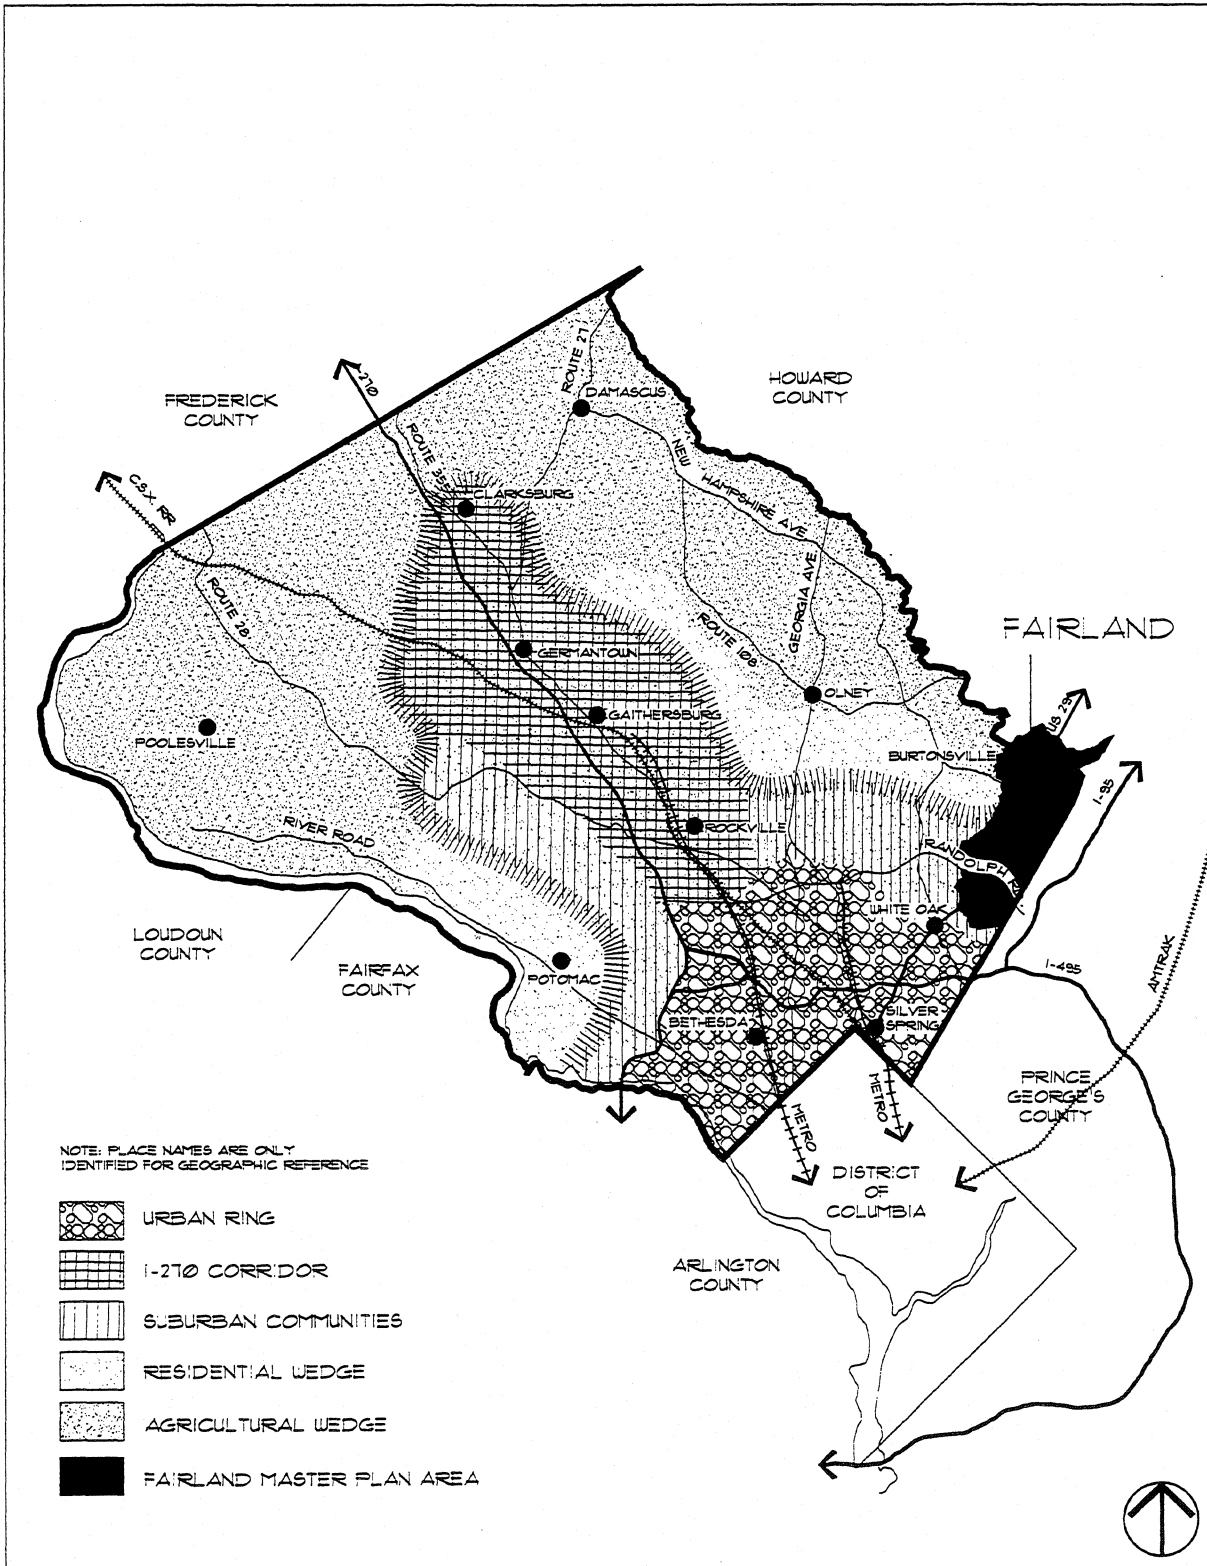 HOWARD
COUNTY
FREDERICK
COUNTY
I-270
ROUTE 27
DAMASCUS
ROUTE 355
NEW
HAMPSHIRE AVE.
C.S.X. RR
CLARKSBURG
ROUTE 28
GEORGIA AVE.
ROUTE 108
FAIRLAND
GERMANTOWN
OLNEY
GAITHERSBURG
US 29
POOLESVILLE
BURTONSVILLE
I-95
RIVER ROAD
ROCKVILLE
RANDOLPH R
WHITE OAK
LOUDOUN
COUNTY
FAIRFAX
COUNTY
POTOMAC
I-495
AMTRAK
BETHESDA
SILVER
SPRING
METRO
METRO
PRINCE
GEORGE'S
COUNTY
DISTRICT
OF
COLUMBIA
ARLINGTON
COUNTY
NOTE: PLACE NAMES ARE ONLY
IDENTIFIED FOR GEOGRAPHIC REFERENCE
URBAN RING
I-270 CORRIDOR
SUBURBAN COMMUNITIES
RESIDENTIAL WEDGE
AGRICULTURAL WEDGE
FAIRLAND MASTER PLAN AREA